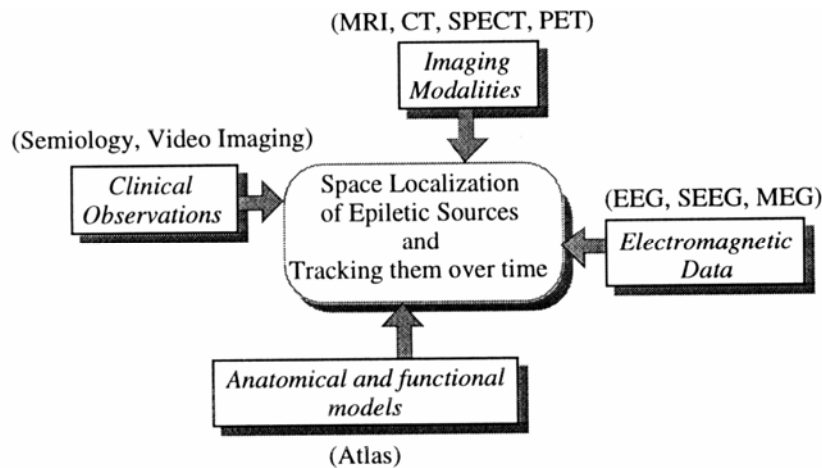 (MRI, CT, SPECT, PET)
Imaging
Modalities
(Semiology, Video Imaging)
Clinical
Observations
Space Localization
of Epiletic Sources
and
Tracking them over time
(EEG, SEEG, MEG)
Electromagnetic
Data
Anatomical and functional
models
(Atlas)